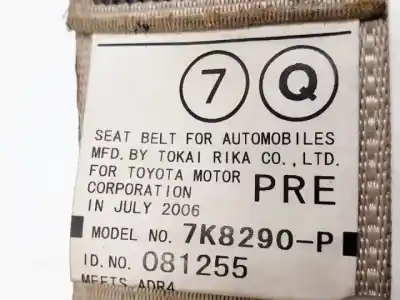 7 Q
SEAT BELT FOR AUTOMOBILES
MFD. BY TOKAI RIKA CO., LTD.
FOR TOYOTA MOTOR
CORPORATION PRE
IN JULY 2006
MODEL NO. 7K8290-P
I D. NO. 081255
MEETS ADR4